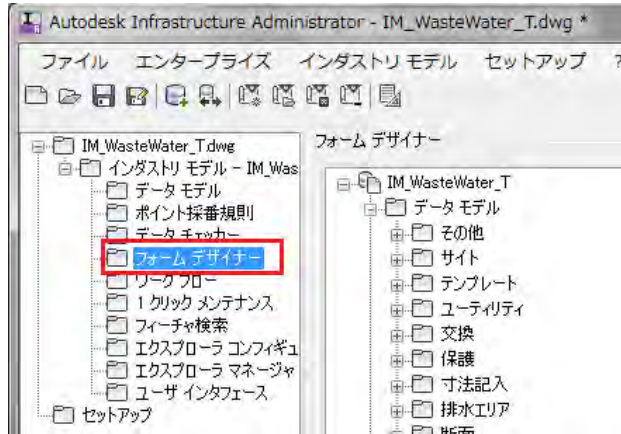 Autodesk Infrastructure Administrator - IM_WasteWater_T.dwg *
ファイル エンタープライズ インダストリ モデル セットアップ ?
IM_WasteWater_T.dwg
インダストリ モデル - IM_Was
データ モデル
ポイント採番規則
データ チェッカー
フォーム デザイナー
ワーク フロー
1 クリック メンテナンス
フィーチャ検索
エクスプローラ コンフィギュ
エクスプローラ マネージャ
ユーザ インタフェース
セットアップ
フォーム デザイナー
IM_WasteWater_T
データ モデル
その他
サイト
テンプレート
ユーティリティ
交換
保護
寸法記入
排水エリア
断面